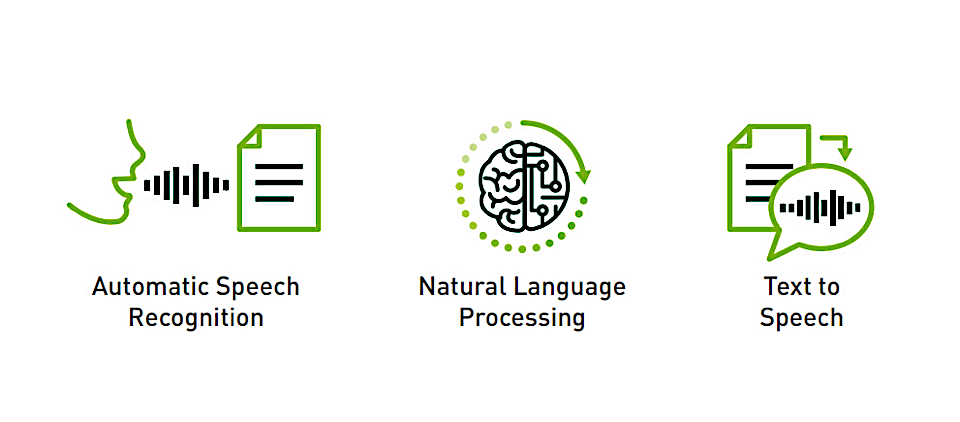 Automatic Speech
Recognition
Natural Language
Processing
Text to
Speech